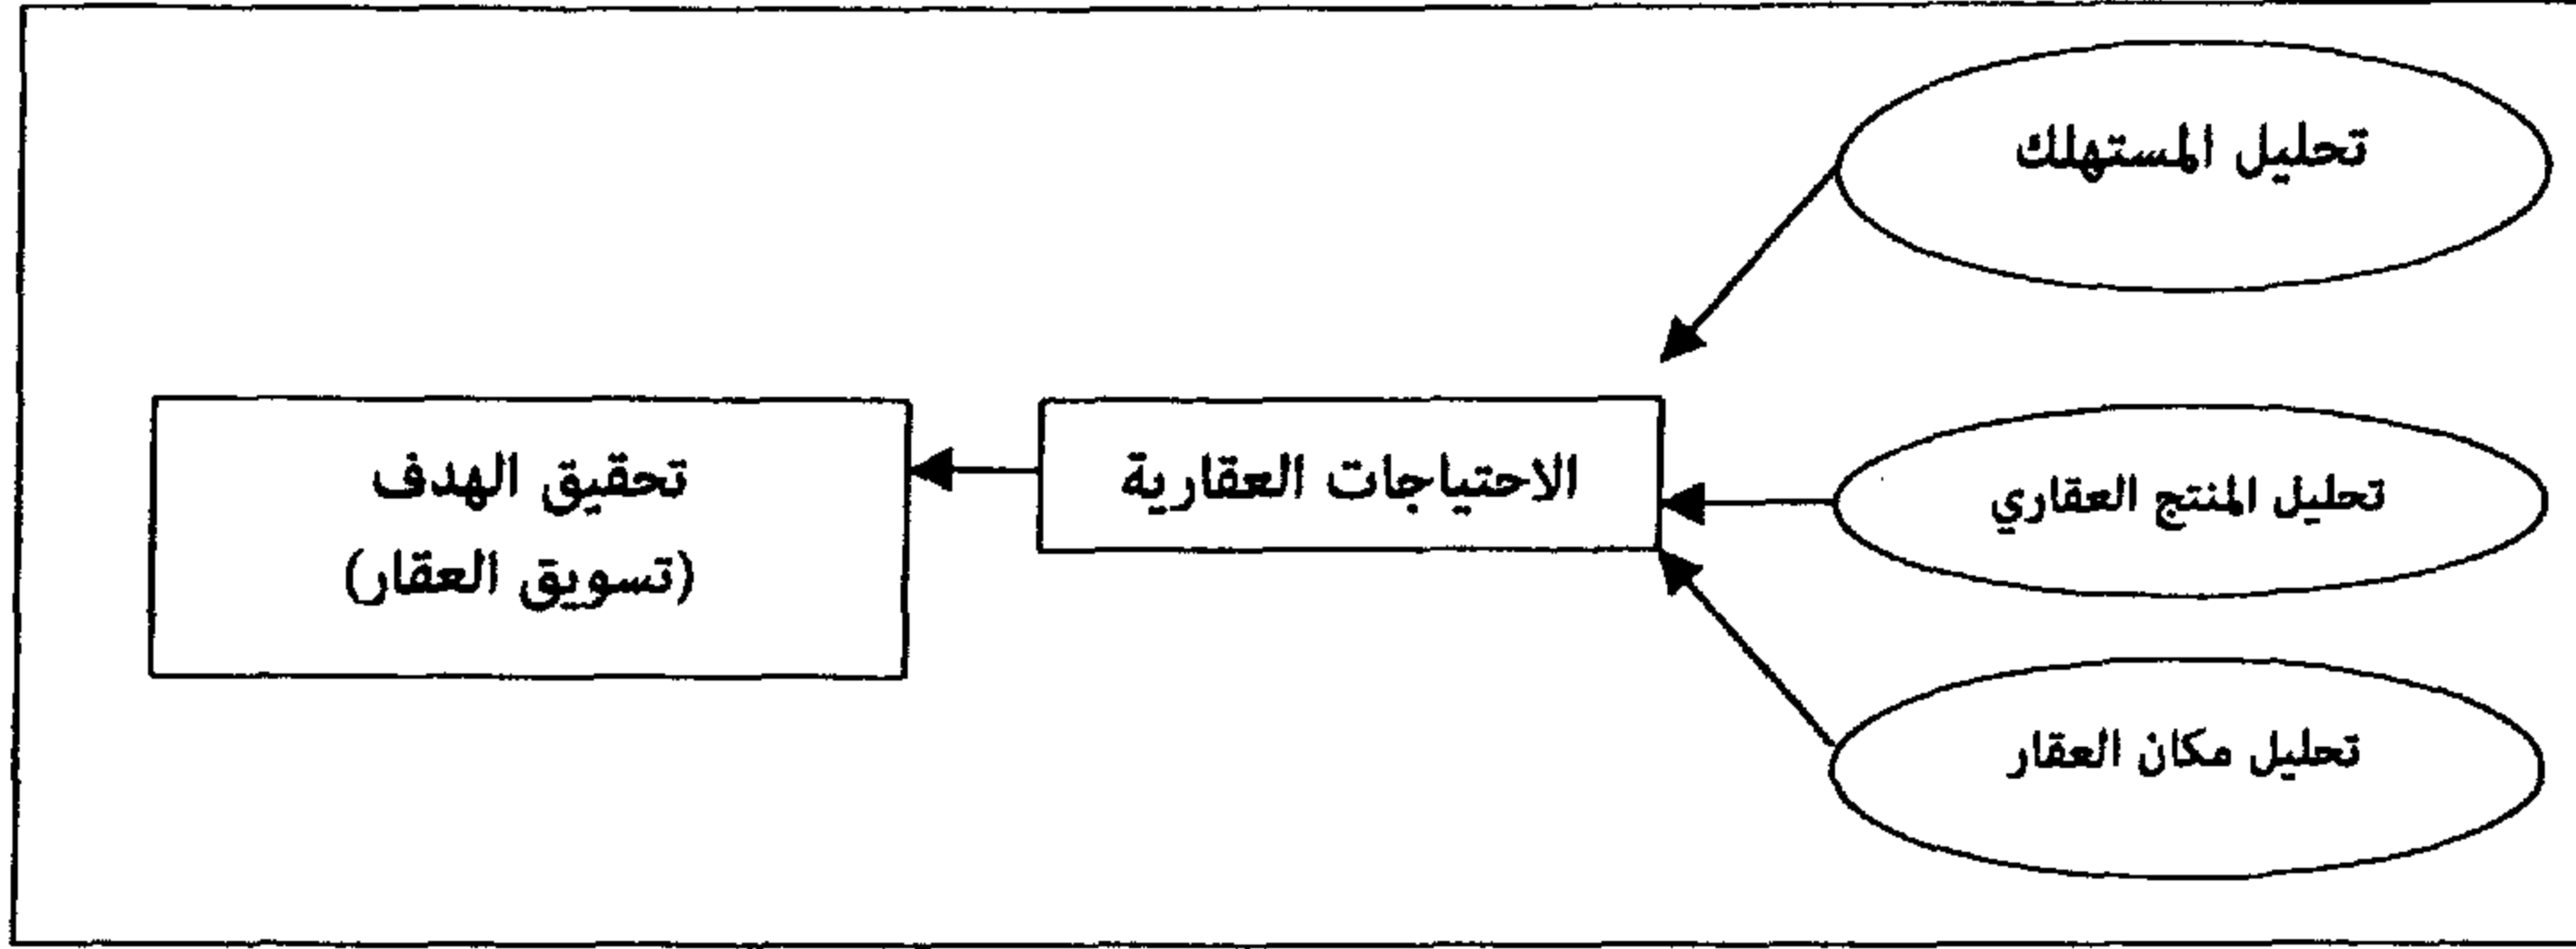 تحليل المستهلك
تحليل المنتج العقاري
تحليل مكان العقار
الاحتياجات العقارية
تحقيق الهدف
(تسويق العقار)